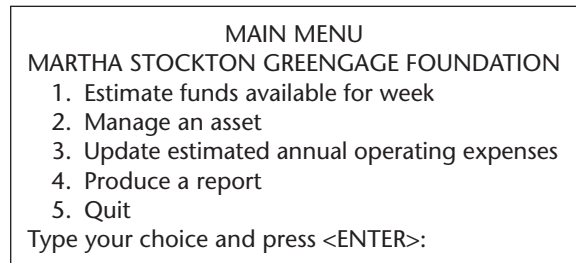 MAIN MENU
MARTHA STOCKTON GREENGAGE FOUNDATION
1. Estimate funds available for week
2. Manage an asset
3. Update estimated annual operating expenses
4. Produce a report
5. Quit
Type your choice and press <ENTER>: